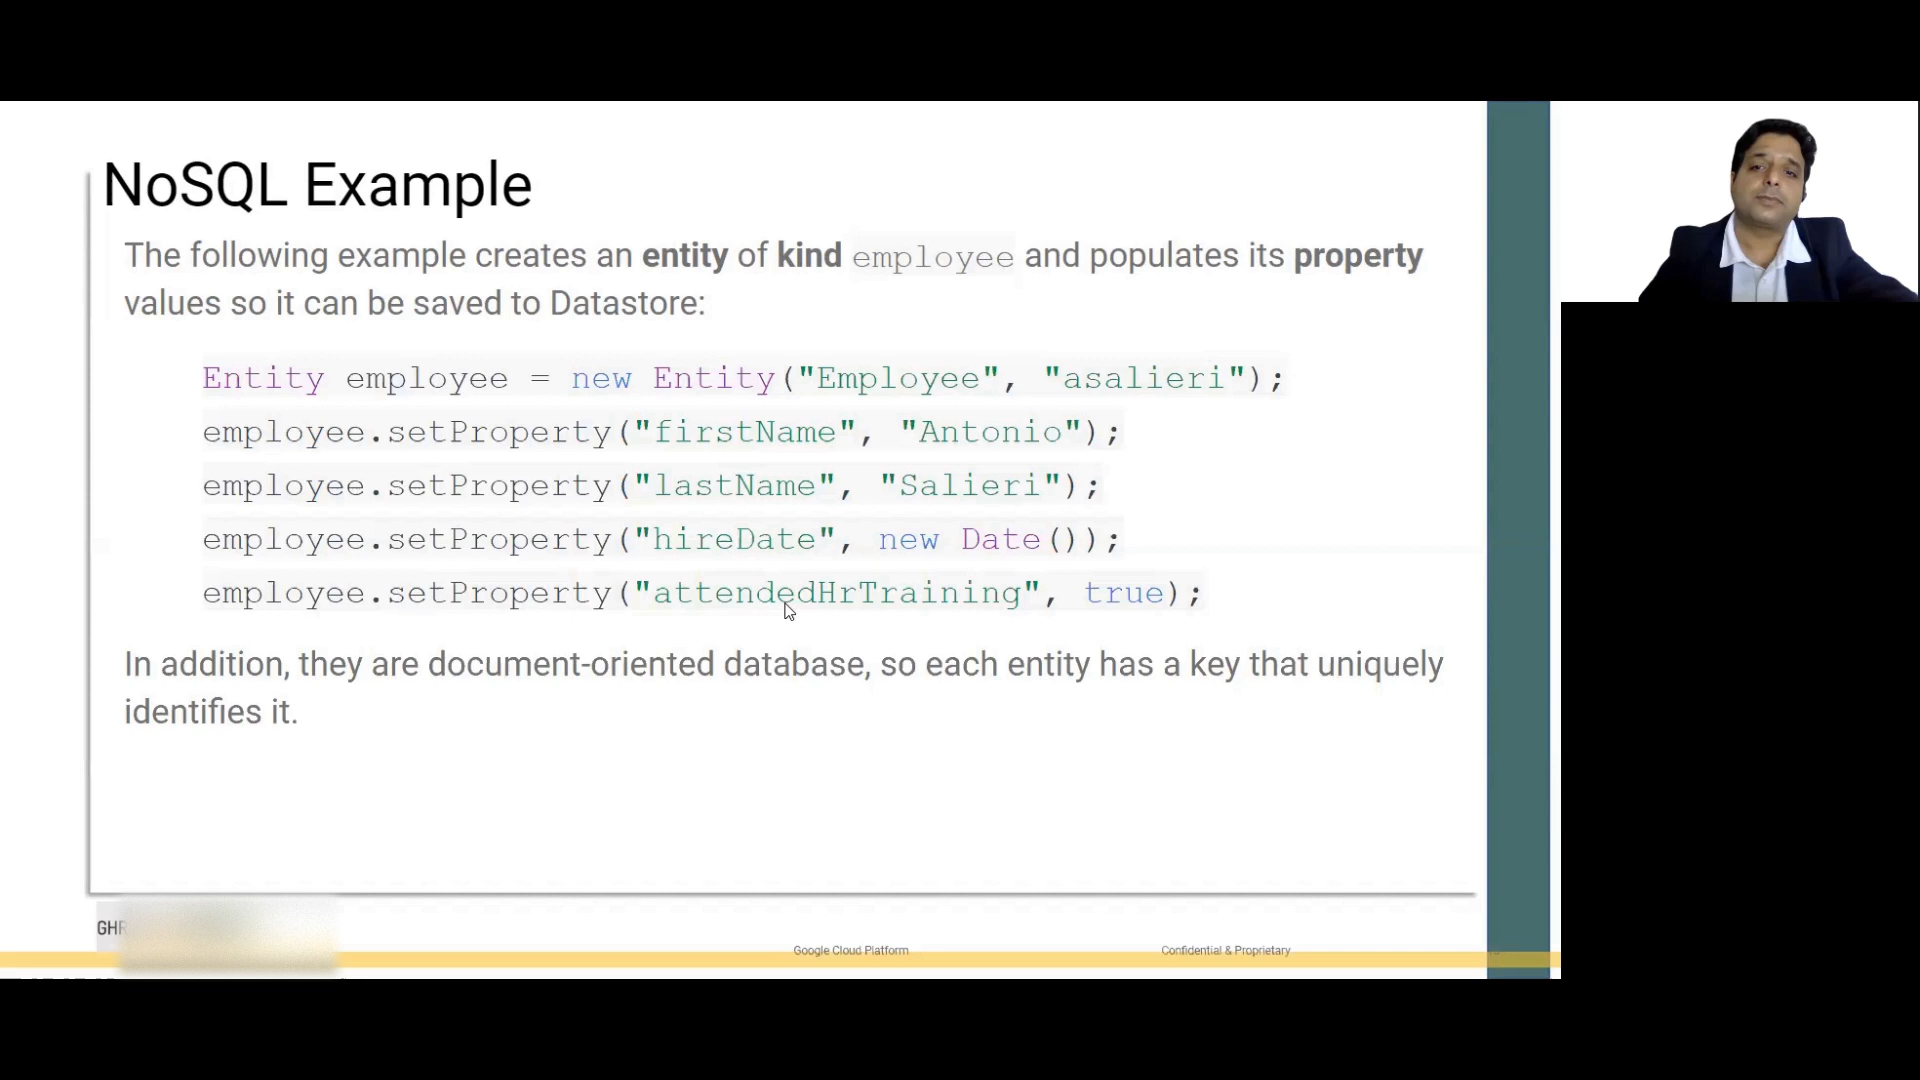 NoSQL Example
The following example creates an entity of kind employee and populates its property
values so it can be saved to Datastore:
Entity employee = new Entity("Employee", "asalieri");
employee.setProperty("firstName", "Antonio");
employee.setProperty("lastName", "Salieri");
employee.setProperty("hireDate", new Date());
employee.setProperty("attendedHrTraining", true);
In addition, they are document-oriented database, so each entity has a key that uniquely
identifies it.
Google Cloud Platform
Confidential & Proprietary